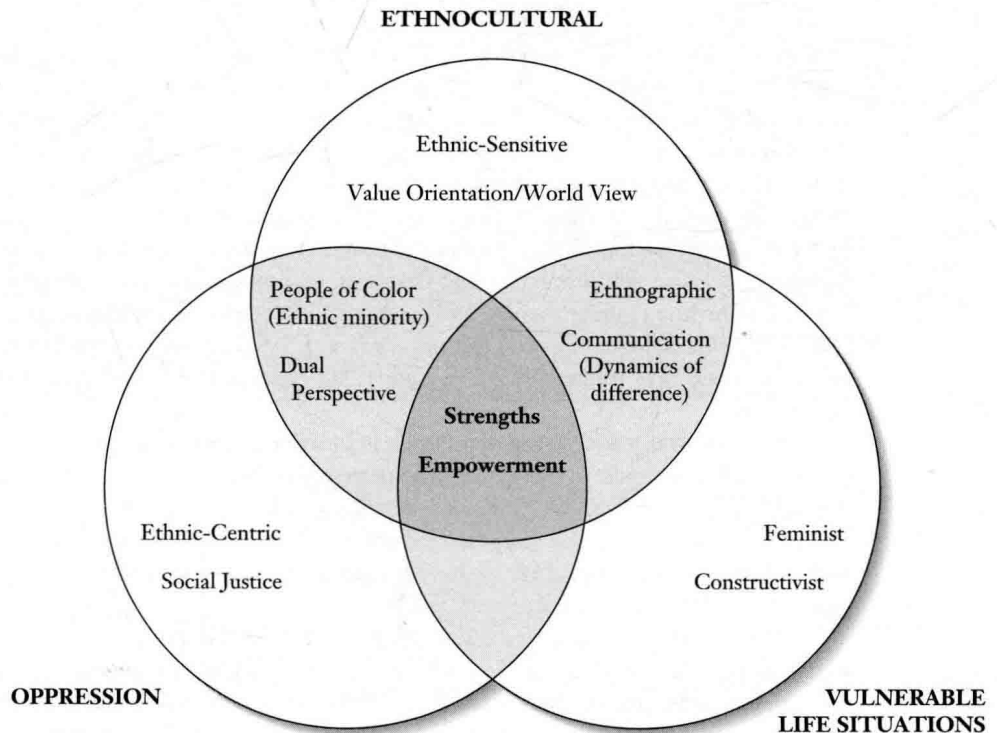 ETHNOCULTURAL
Ethnic-Sensitive
Value Orientation/World View
People of Color
(Ethnic minority)
Dual
Perspective
Ethnographic
Communication
(Dynamics of
difference)
Strengths
Empowerment
Ethnic-Centric
Social Justice
Feminist
Constructivist
OPPRESSION
VULNERABLE
LIFE SITUATIONS